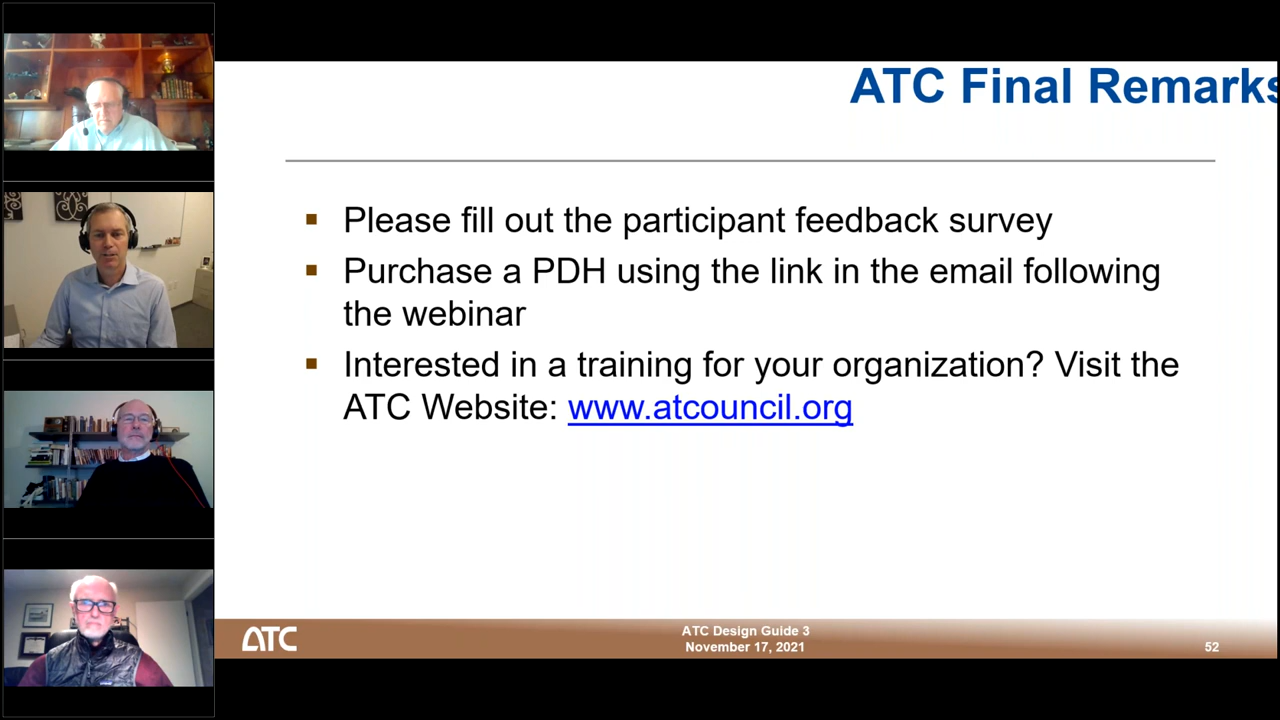 ATC Final Remarks
Please fill out the participant feedback survey
Purchase a PDH using the link in the email following
the webinar
Interested in a training for your organization? Visit the
ATC Website: www.atcouncil.org
ATC
ATC Design Guide 3
November 17, 2021
52